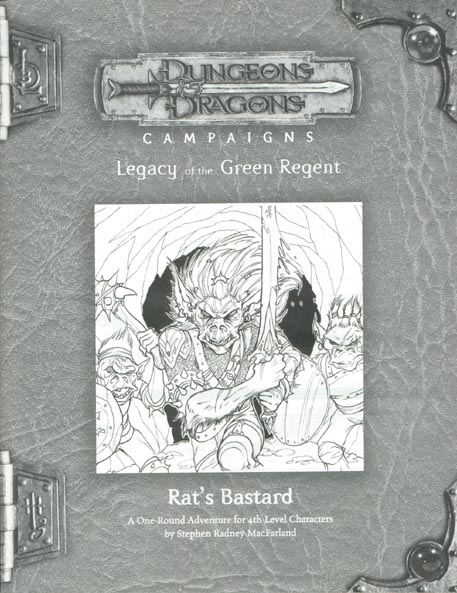 DUNGEONS
& DRAGONS
CAMPAIGNS
Legacy of the Green Regent
Rat's Bastard
A One-Round Adventure for 4th-Level Characters
by Stephen Radney-MacFarland